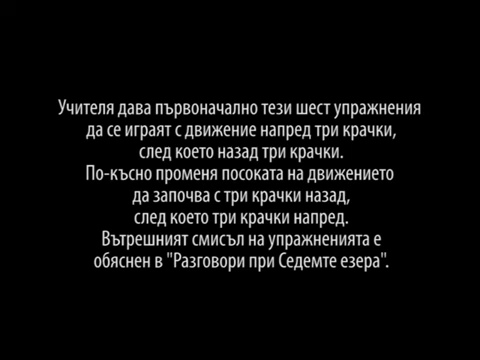 Учителя дава първоначално тези шест упражнения
да се играят с движение напред три крачки,
след което назад три крачки.
По-късно променя посоката на движението
да започва с три крачки назад,
след което три крачки напред.
Вътрешният смисъл на упражненията е
обяснен в "Разговори при Седемте езера".